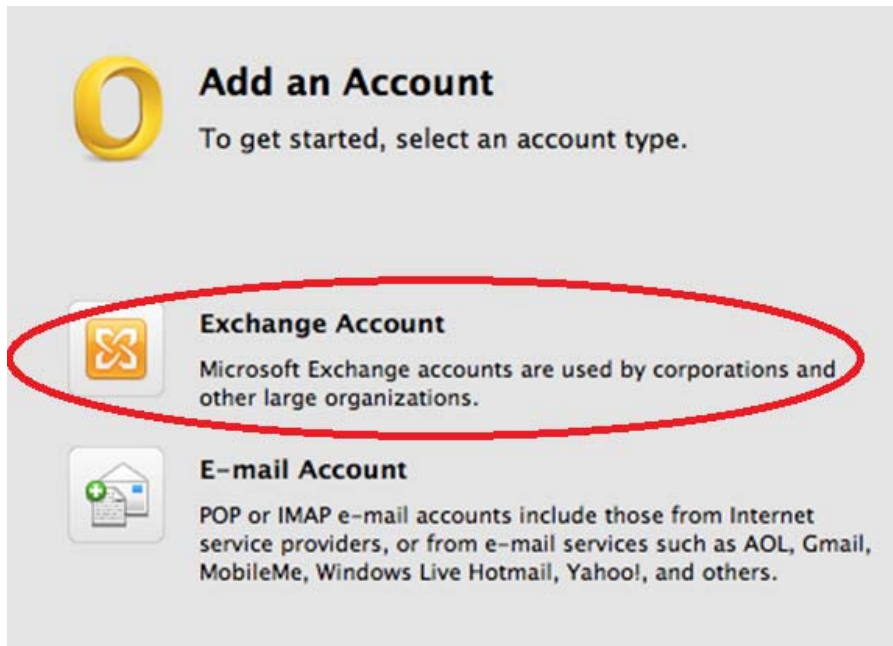 Add an Account
To get started, select an account type.
Exchange Account
Microsoft Exchange accounts are used by corporations and
other large organizations.
E-mail Account
POP or IMAP e-mail accounts include those from Internet
service providers, or from e-mail services such as AOL, Gmail,
MobileMe, Windows Live Hotmail, Yahoo!, and others.